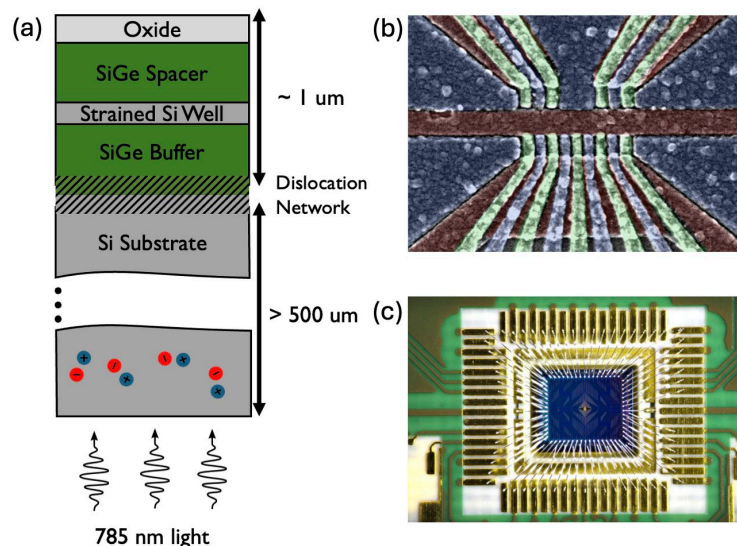 (a)
Oxide
SiGe Spacer
Strained Si Well
SiGe Buffer
~ 1 um
Dislocation
Network
Si Substrate
> 500 um
+
+
+
+
−
−
−
−
785 nm light
(b)
(c)